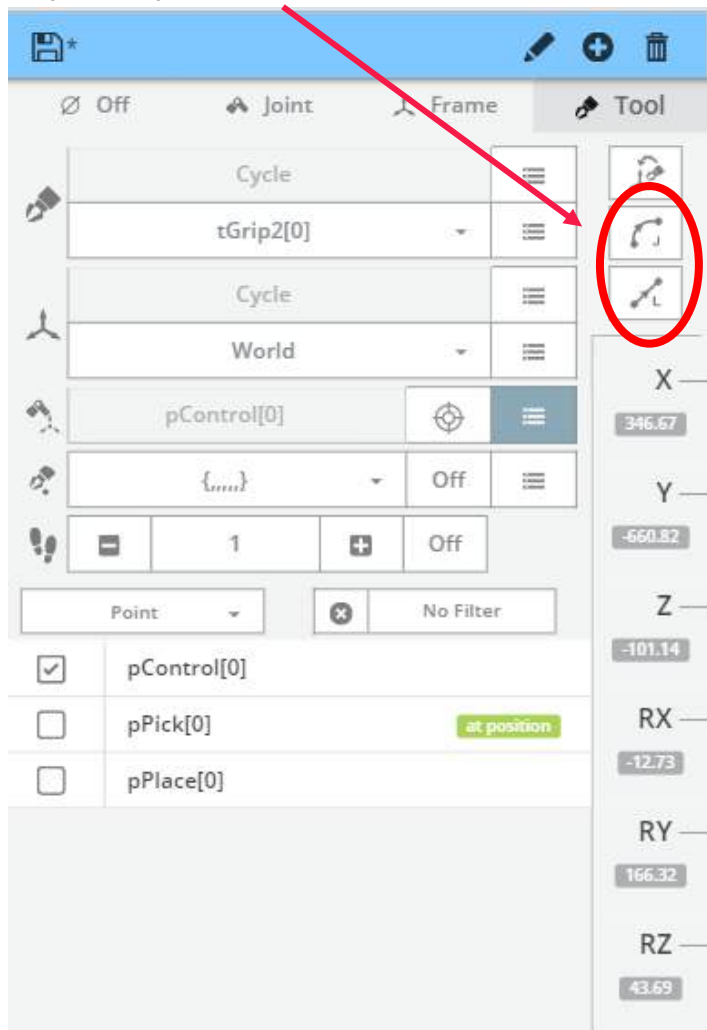 *
Off Joint Frame Tool
Cycle
tGrip2[0]
J
Cycle
L
World
X
pControl[0]
346.67
{,,,,,} Off
Y
1 Off
-660.82
Point No Filter
Z
pControl[0]
-101.14
pPick[0] at position
RX
pPlace[0]
-12.73
RY
166.32
RZ
43.69